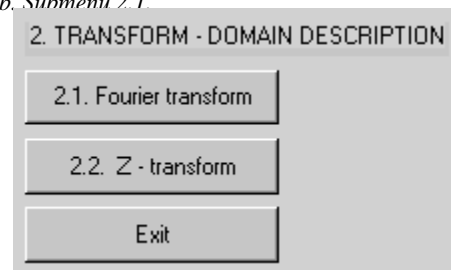 b. Submenu 2.1.
2. TRANSFORM - DOMAIN DESCRIPTION
2.1. Fourier transform
2.2. Z - transform
Exit